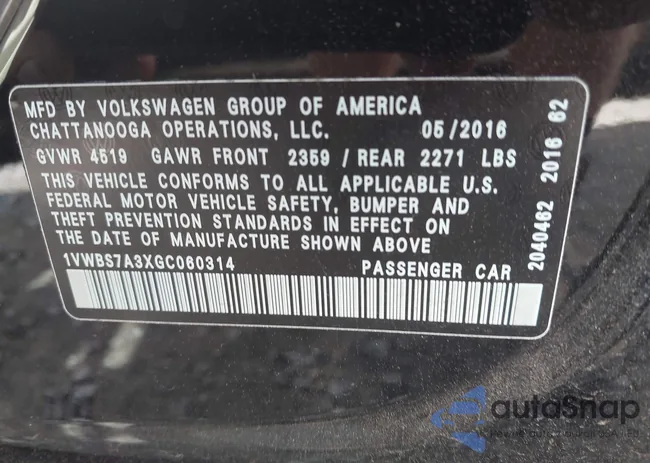 MFD BY VOLKSWAGEN GROUP OF AMERICA
CHATTANOOGA OPERATIONS, LLC. 05/2016
GVWR 4519 GAWR FRONT 2359 / REAR 2271 LBS
THIS VEHICLE CONFORMS TO ALL APPLICABLE U.S.
FEDERAL MOTOR VEHICLE SAFETY, BUMPER AND
THEFT PREVENTION STANDARDS IN EFFECT ON
THE DATE OF MANUFACTURE SHOWN ABOVE
1VWBS7A3XGC060314 PASSENGER CAR
2040462 2016 62
autoSnap